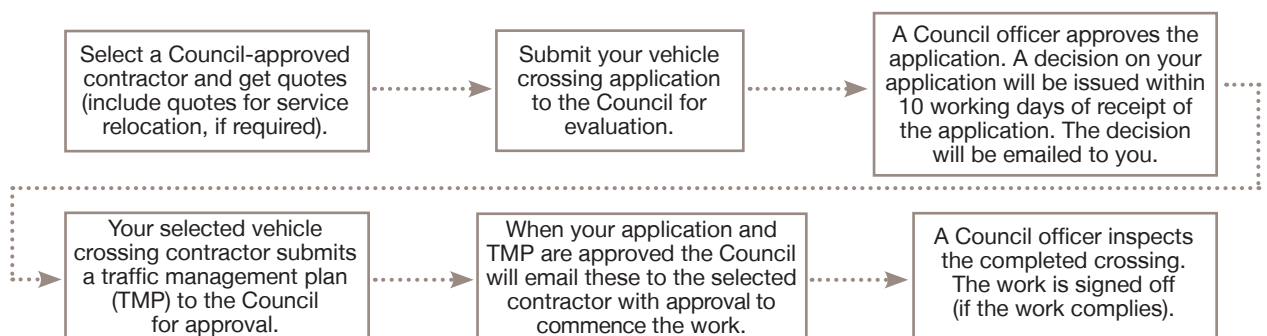 Select a Council-approved
contractor and get quotes
(include quotes for service
relocation, if required).
Submit your vehicle
crossing application
to the Council for
evaluation.
A Council officer approves the
application. A decision on your
application will be issued within
10 working days of receipt of
the application. The decision
will be emailed to you.
Your selected vehicle
crossing contractor submits
a traffic management plan
(TMP) to the Council
for approval.
When your application and
TMP are approved the Council
will email these to the selected
contractor with approval to
commence the work.
A Council officer inspects
the completed crossing.
The work is signed off
(if the work complies).